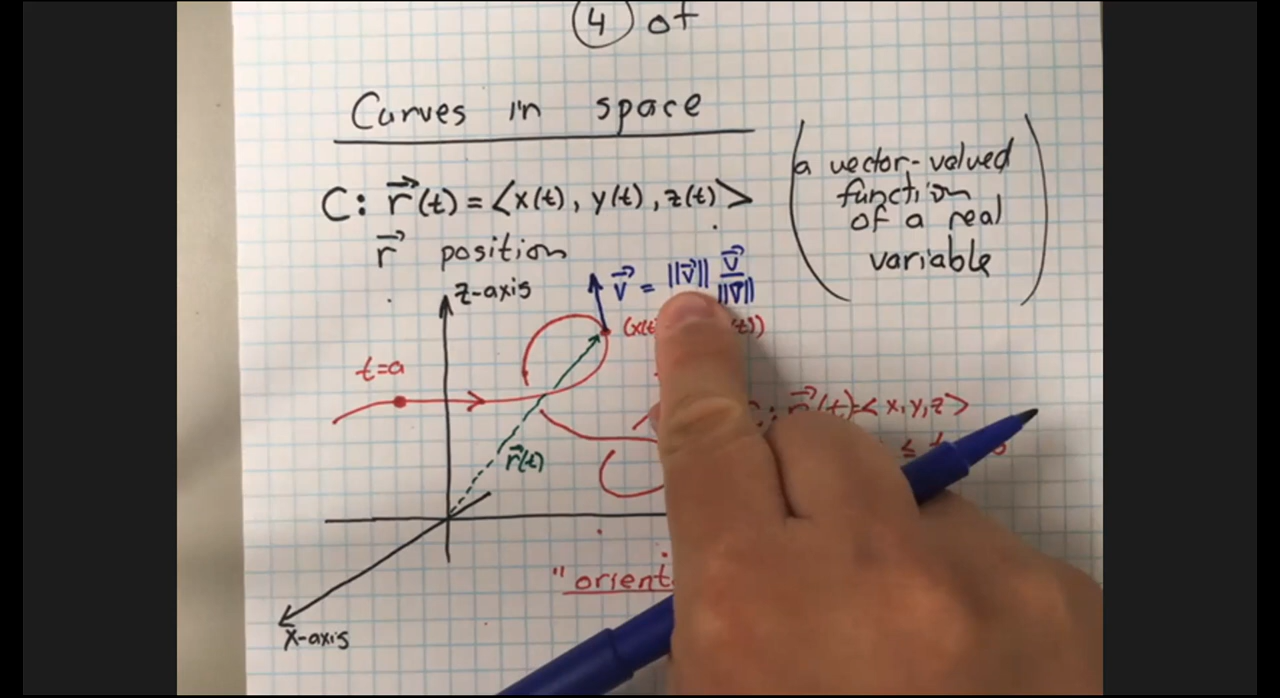 ④ of
Curves in space
C: r⃗(t) = <x(t), y(t), z(t)>
(a vector-valued
function
of a real
variable)
r⃗ position
z-axis
v⃗ = ||v⃗|| v⃗/||v⃗||
(x(t t))
t=a
C: r⃗(t)=<x,y,z>
≤
r⃗(t)
"orient
x-axis